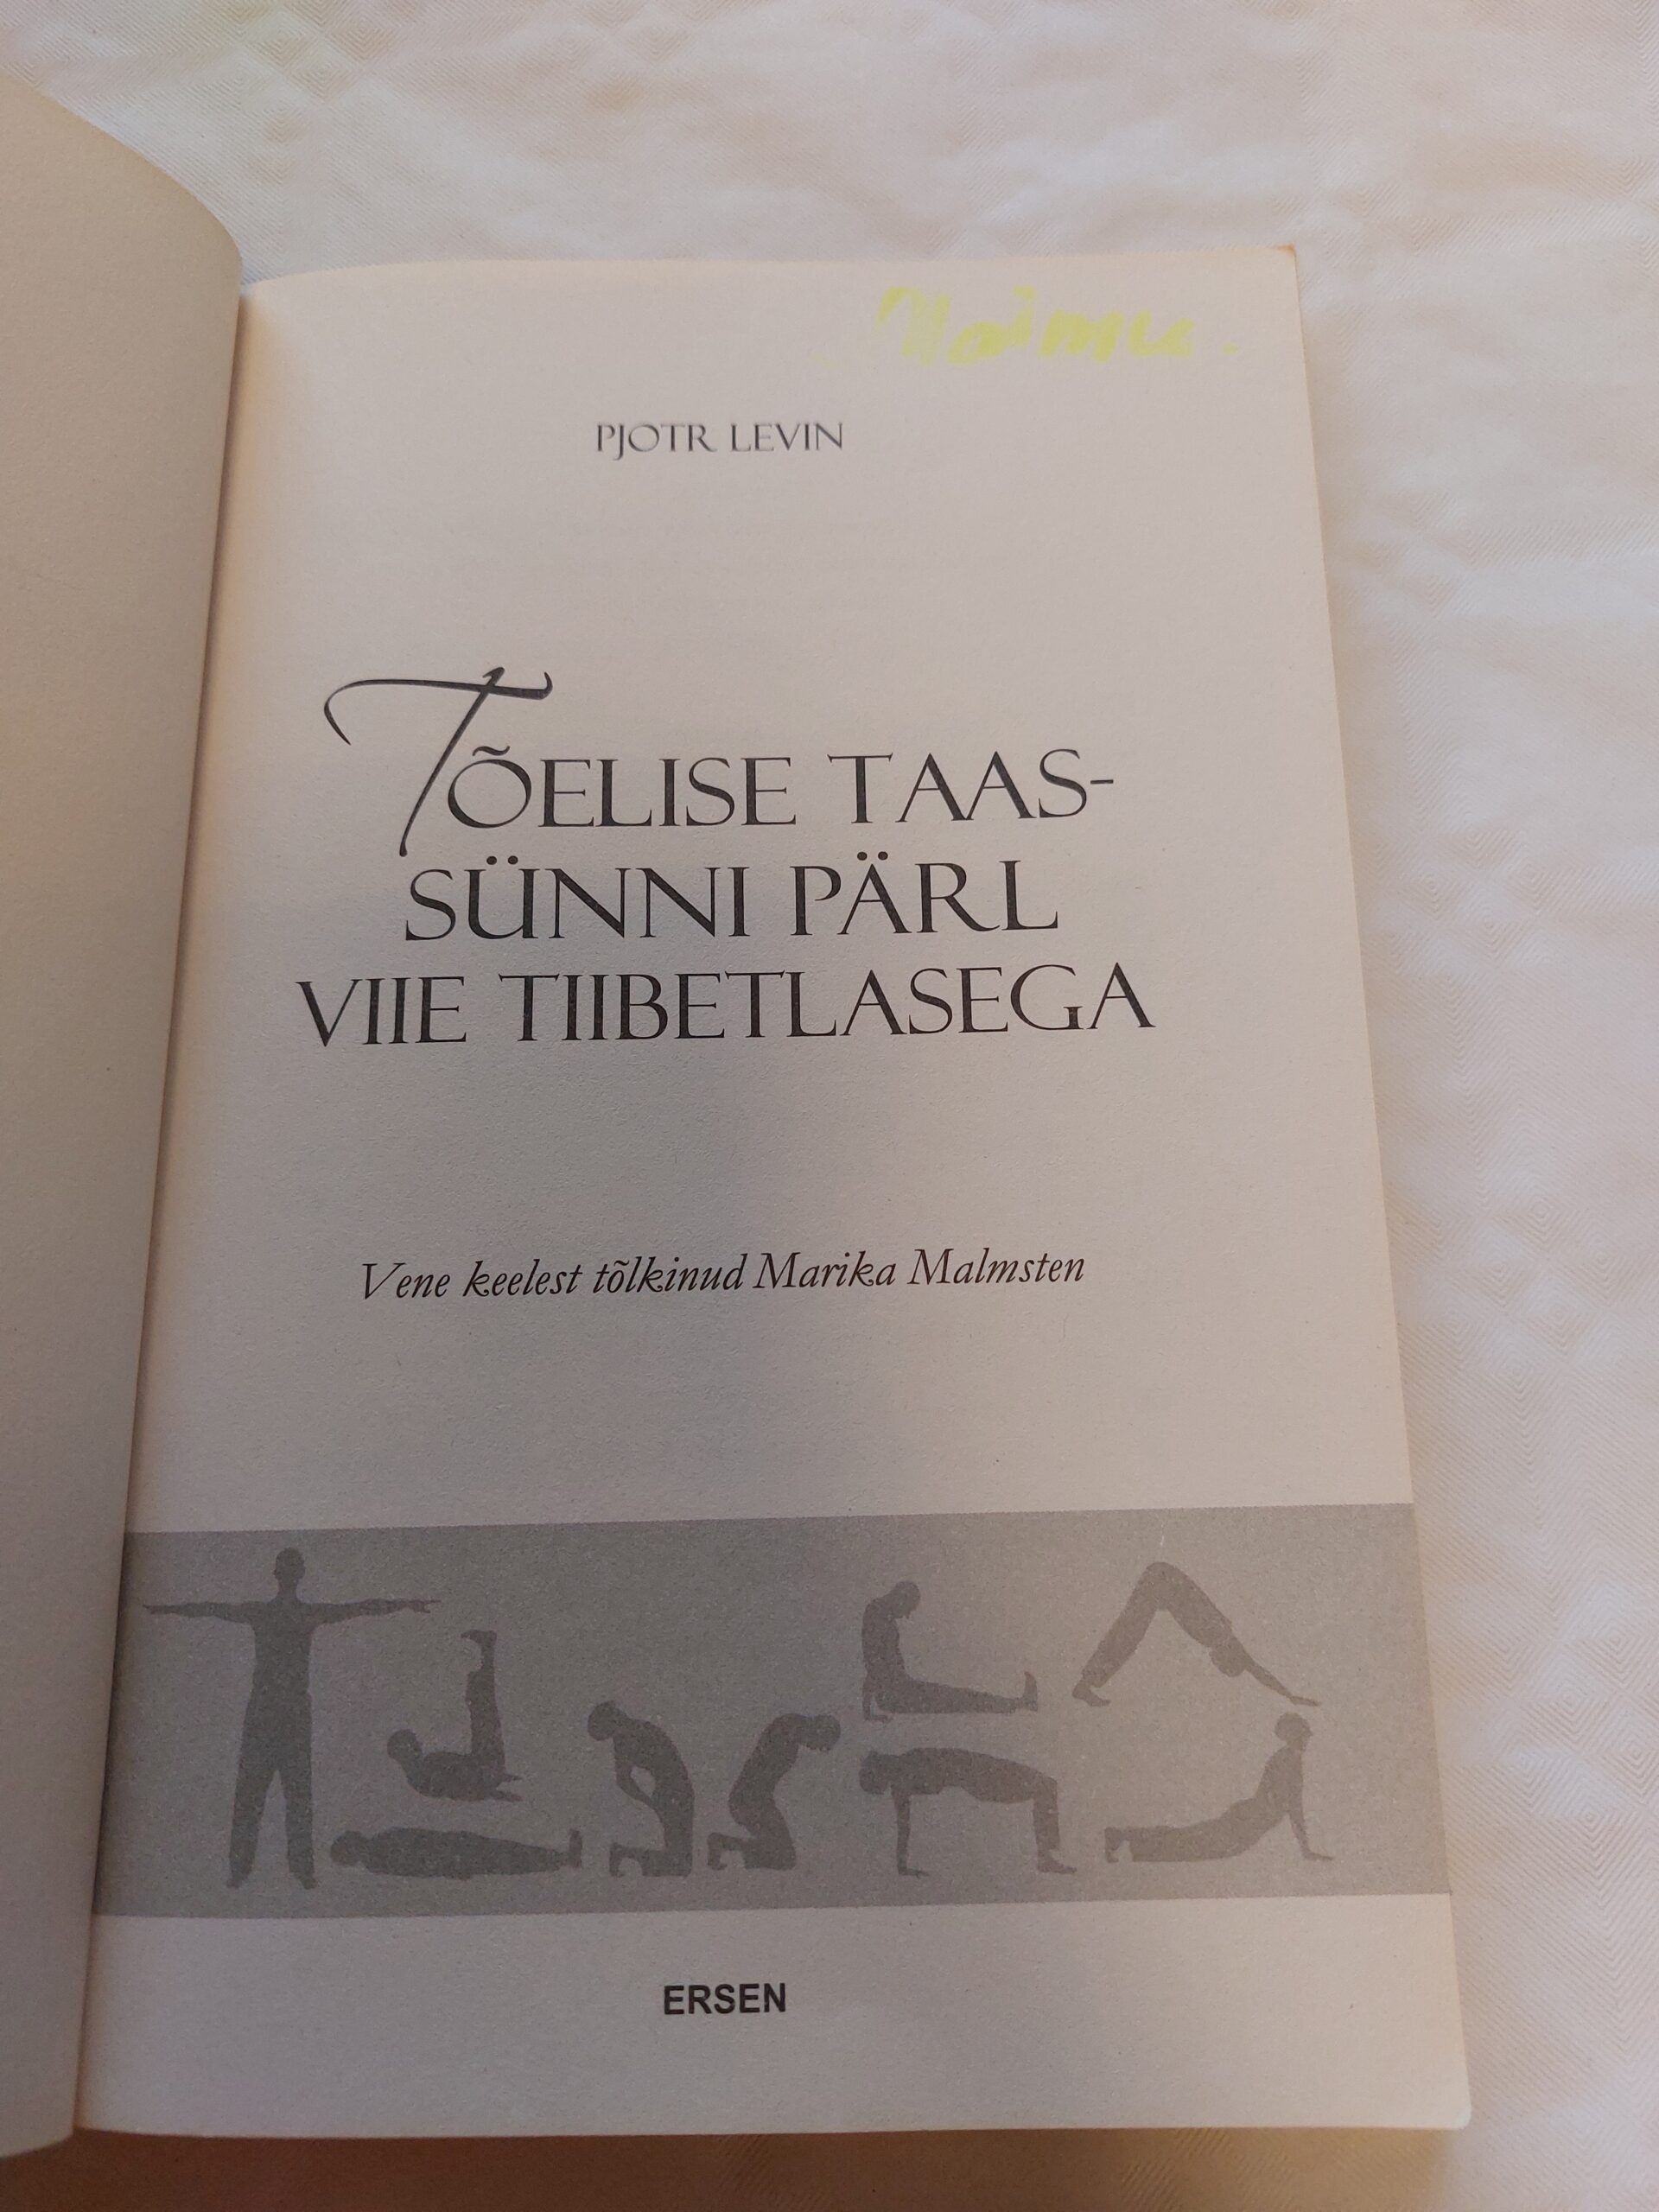 PJOTR LEVIN
TÕELISE TAAS-
SÜNNI PÄRL
VIIE TIIBETLASEGA
Vene keelest tõlkinud Marika Malmsten
ERSEN